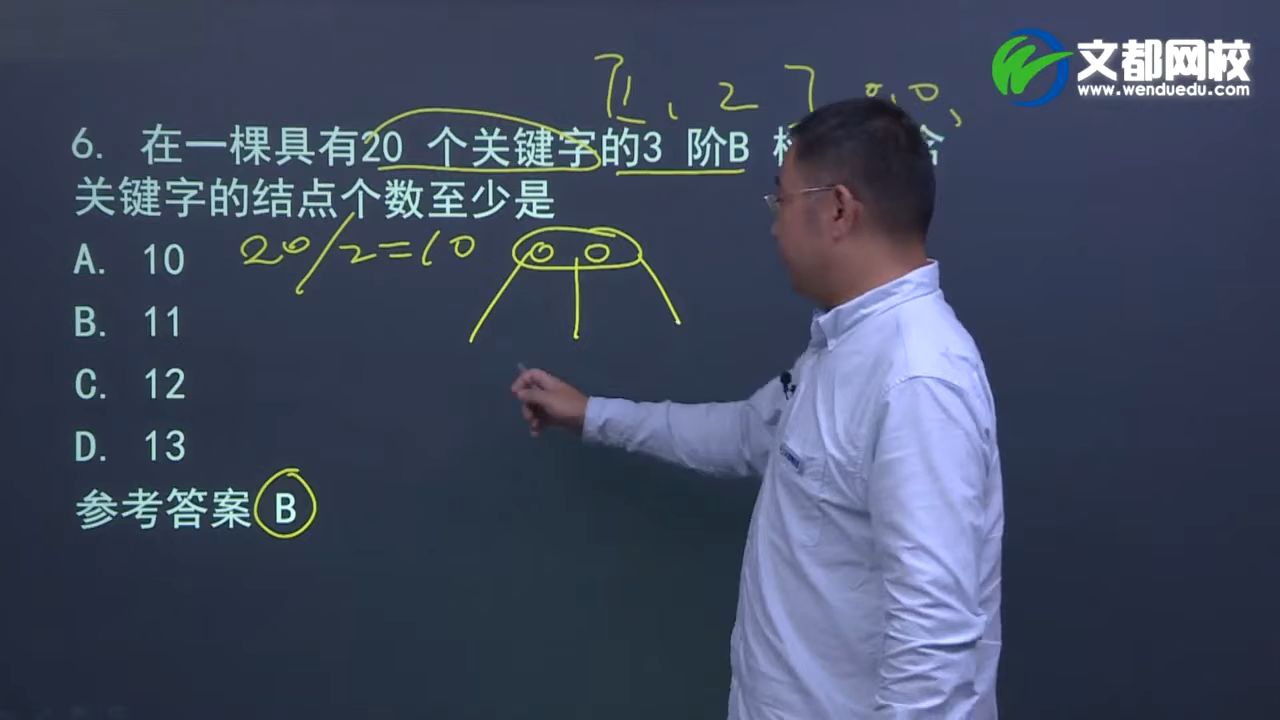 文都网校
www.wenduedu.com
1, 2
6. 在一棵具有20 个关键字的3 阶B
关键字的结点个数至少是
A. 10
20/2=10
B. 11
C. 12
D. 13
参考答案 B